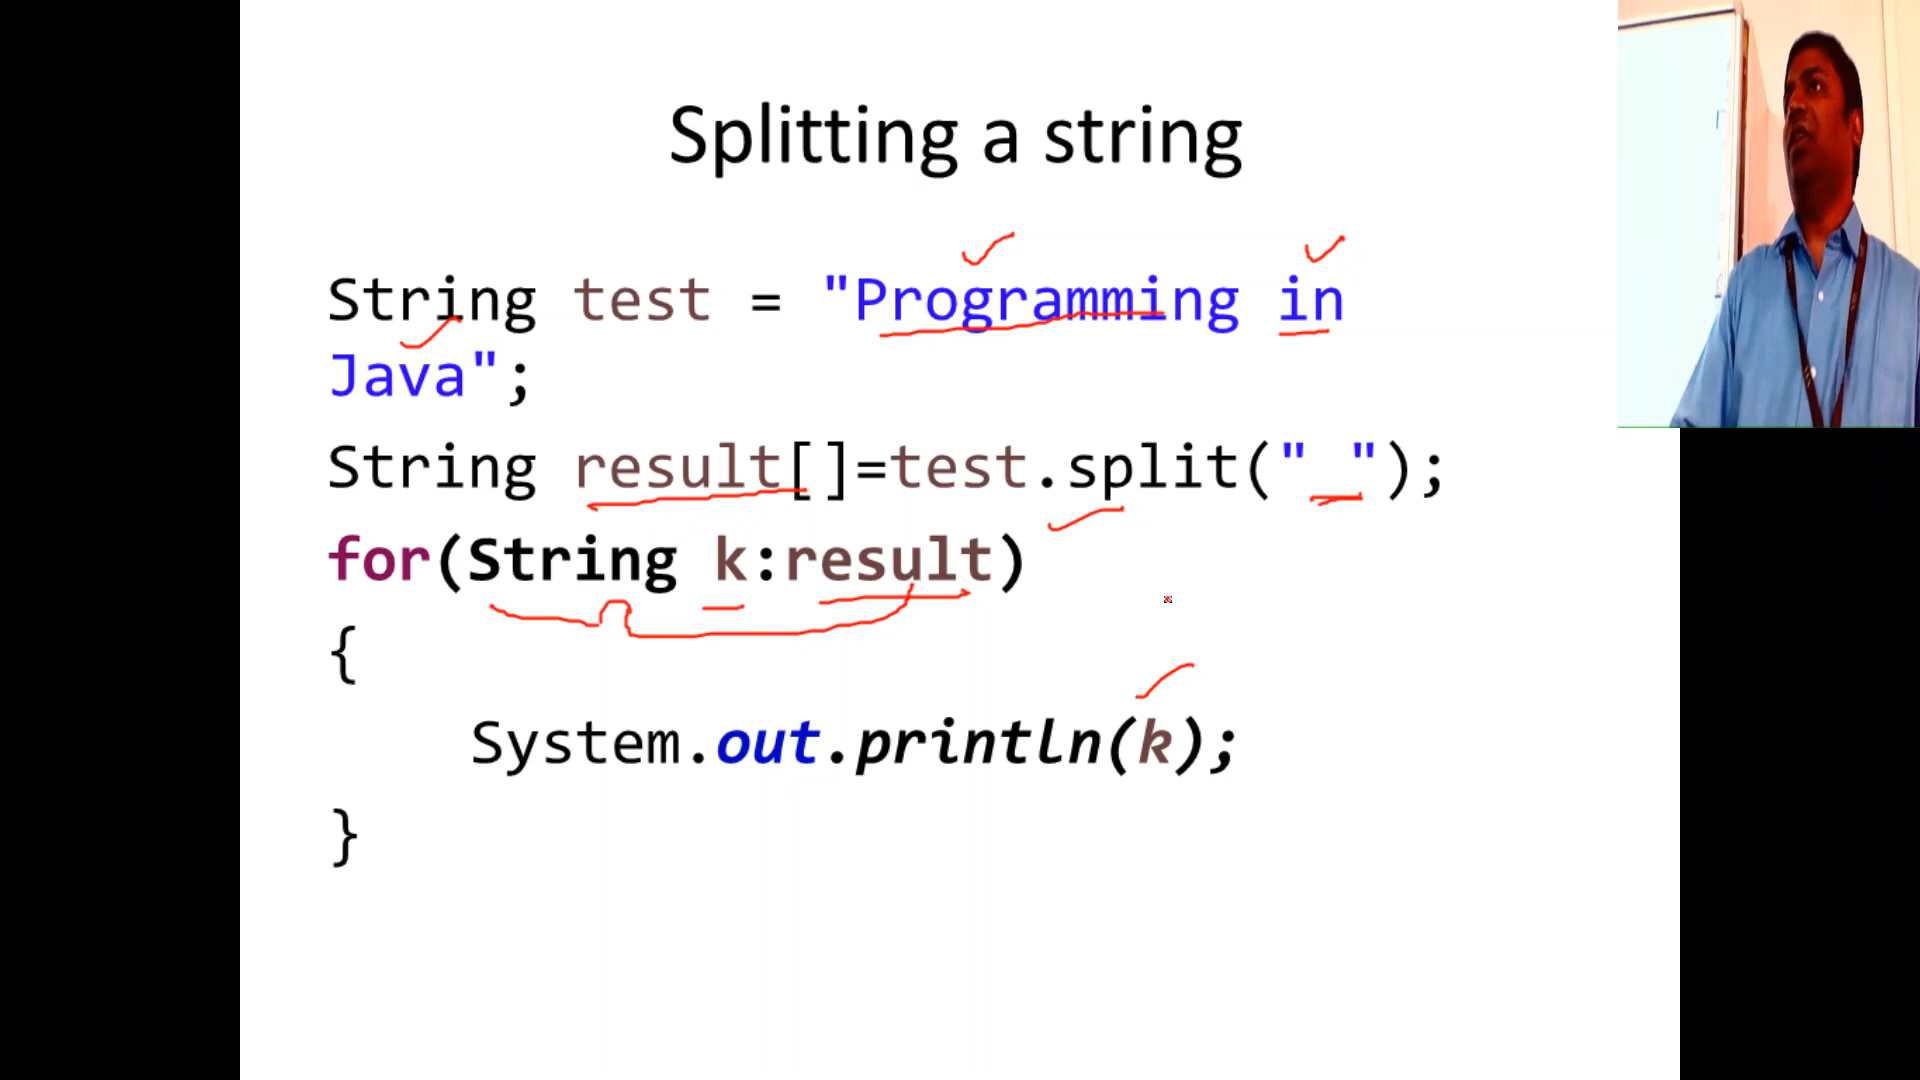 Splitting a string
String test = "Programming in
Java";
String result[]=test.split(" ");
for(String k:result)
{
System.out.println(k);
}